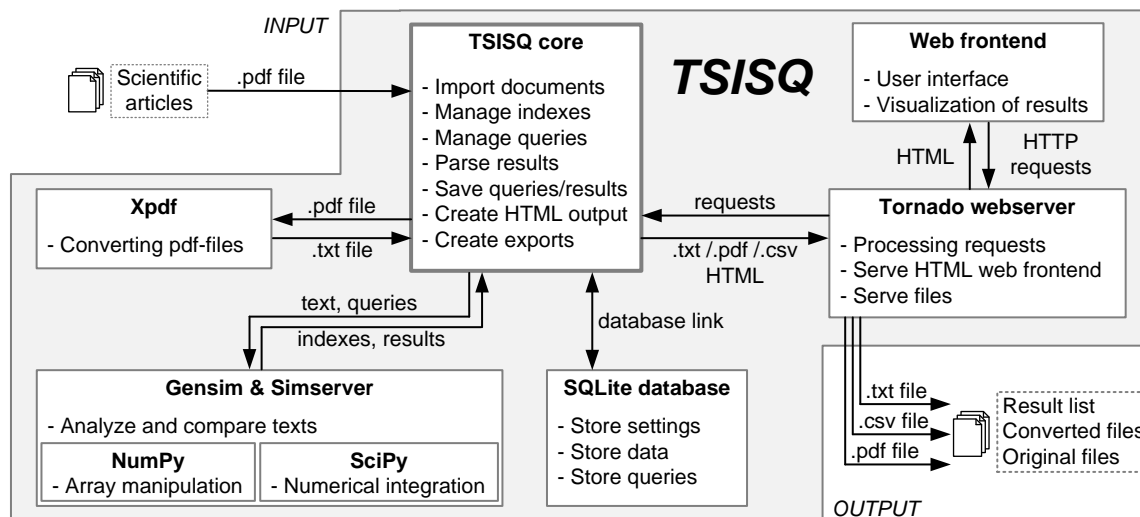 INPUT
Scientific
articles
.pdf file
TSISQ core
- Import documents
- Manage indexes
- Manage queries
- Parse results
- Save queries/results
- Create HTML output
- Create exports
TSISQ
Web frontend
- User interface
- Visualization of results
HTML
HTTP
requests
Xpdf
- Converting pdf-files
.pdf file
.txt file
requests
.txt /.pdf /.csv
HTML
Tornado webserver
- Processing requests
- Serve HTML web frontend
- Serve files
text, queries
indexes, results
database link
Gensim & Simserver
- Analyze and compare texts
NumPy
- Array manipulation
SciPy
- Numerical integration
SQLite database
- Store settings
- Store data
- Store queries
.txt file
.csv file
.pdf file
Result list
Converted files
Original files
OUTPUT